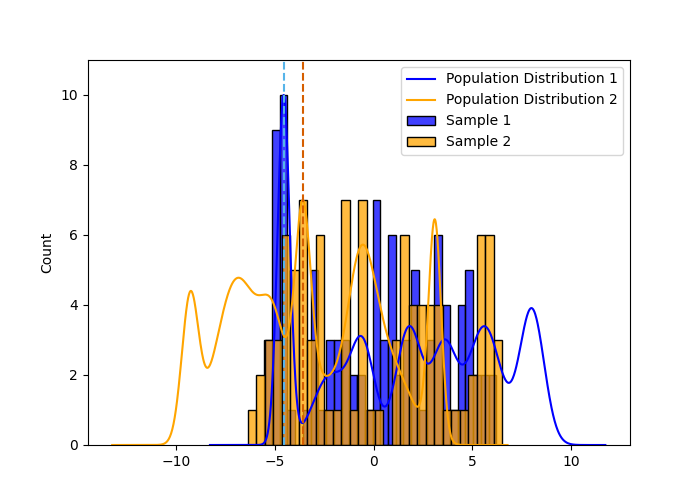 Population Distribution 1
Population Distribution 2
Sample 1
Sample 2
Count
10
8
6
4
2
0
−10
−5
0
5
10